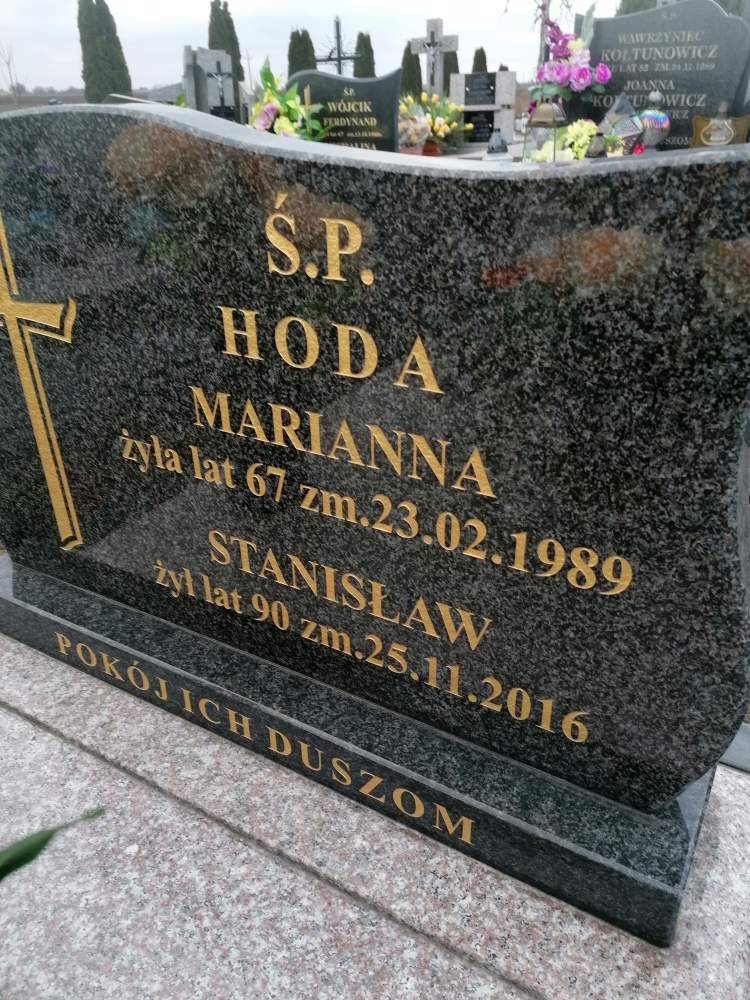 Ś.P.
HODA
MARIANNA
żyła lat 67 zm.23.02.1989
STANISŁAW
żył lat 90 zm.25.11.2016
POKÓJ ICH DUSZOM
Ś.P.
WÓJCIK
FERDYNAND
Ś.P.
WAWRZYNIEC
KOŁTUNOWICZ
JOANNA